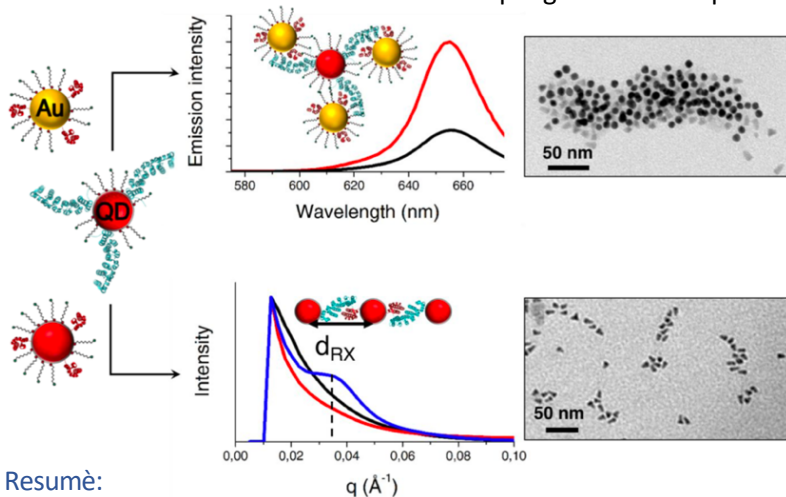 Au
QD
Emission intensity
580 600 620 640 660
Wavelength (nm)
50 nm
Intensity
dRX
0,00 0,02 0,04 0,06 0,08 0,10
q (Å-1)
50 nm
Resumè: